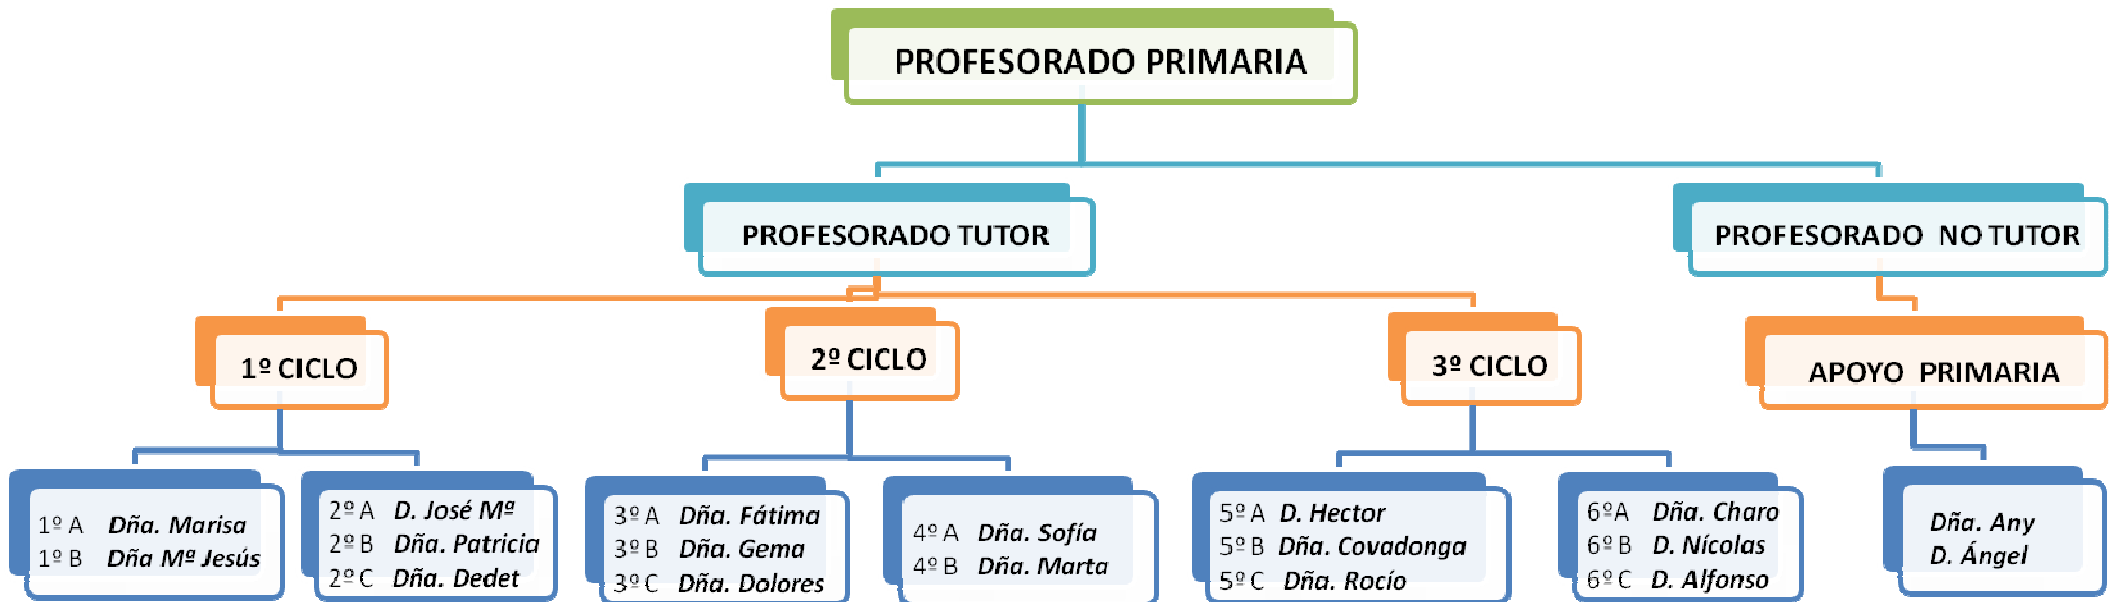 PROFESORADO PRIMARIA
PROFESORADO TUTOR
PROFESORADO NO TUTOR
1º CICLO
2º CICLO
3º CICLO
APOYO PRIMARIA
1º A Dña. Marisa
1º B Dña Mª Jesús
2º A D. José Mª
2º B Dña. Patricia
2º C Dña. Dedet
3º A Dña. Fátima
3º B Dña. Gema
3º C Dña. Dolores
4º A Dña. Sofía
4º B Dña. Marta
5º A D. Hector
5º B Dña. Covadonga
5º C Dña. Rocío
6ºA Dña. Charo
6º B D. Nícolas
6º C D. Alfonso
Dña. Any
D. Ángel